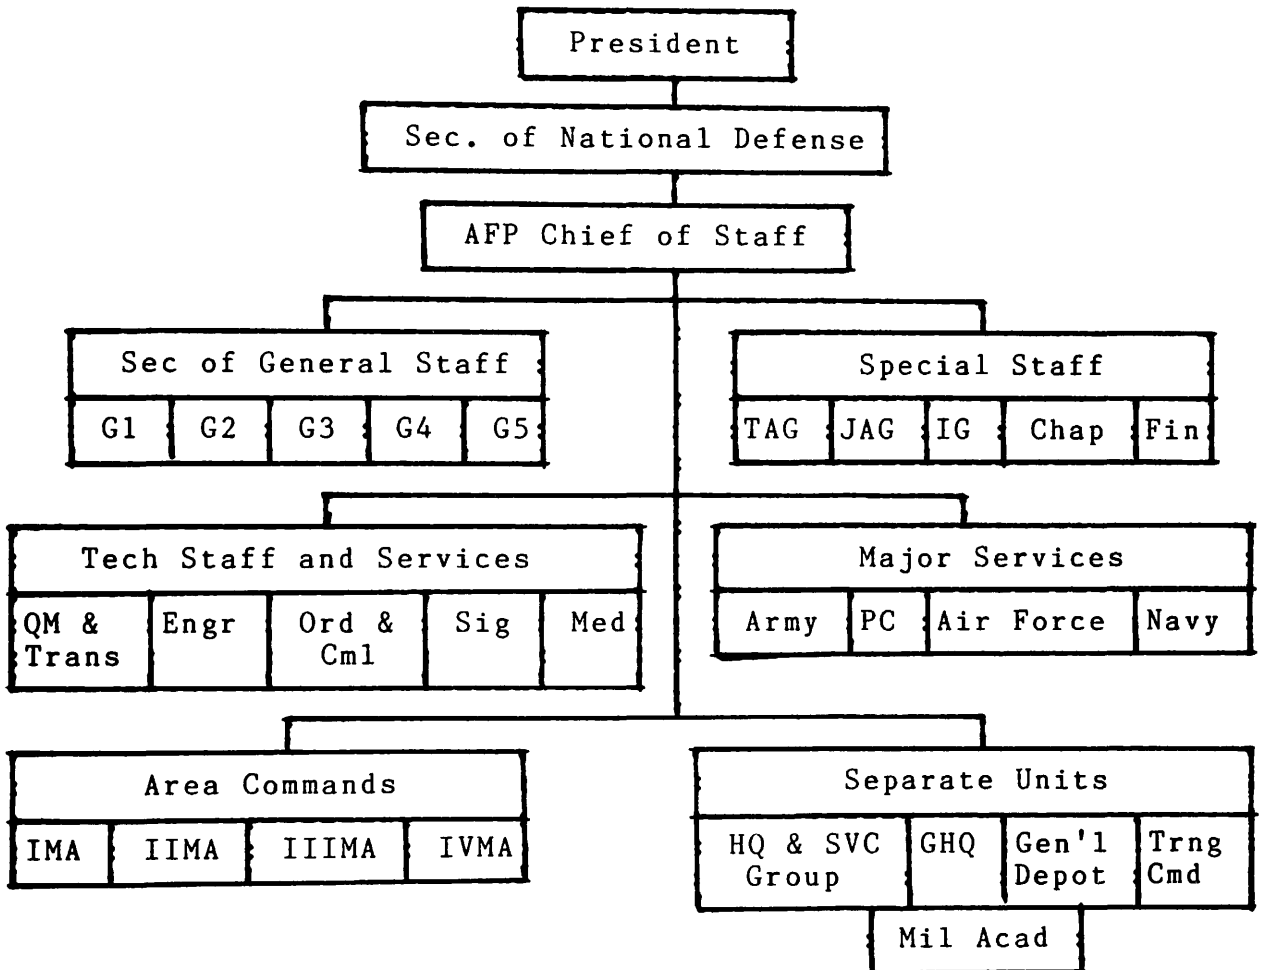 President
Sec. of National Defense
AFP Chief of Staff
Sec of General Staff
G1 G2 G3 G4 G5
Special Staff
TAG JAG IG Chap Fin
Tech Staff and Services
QM & Trans
Engr
Ord & Cml
Sig
Med
Major Services
Army PC Air Force Navy
Area Commands
IMA IIMA IIIMA IVMA
Separate Units
HQ & SVC
Group
GHQ
Gen'l
Depot
Trng
Cmd
Mil Acad